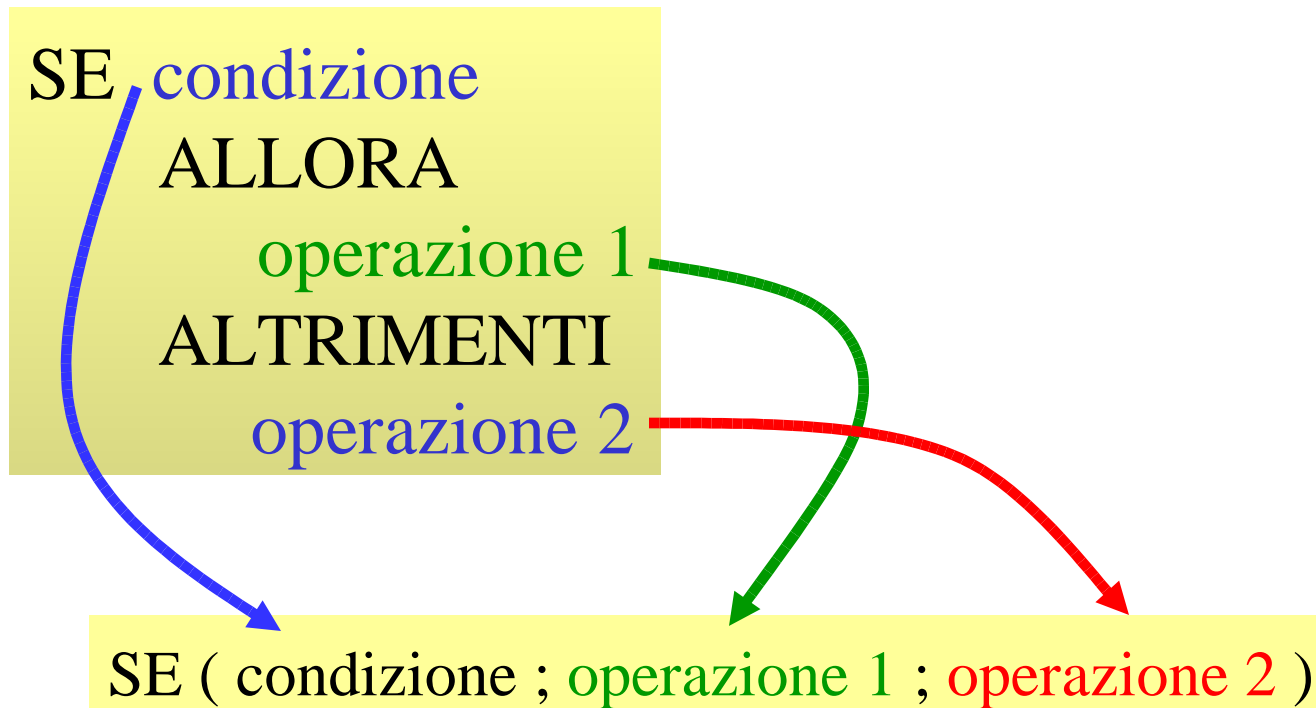 SE condizione
ALLORA
operazione 1
ALTRIMENTI
operazione 2
SE ( condizione ; operazione 1 ; operazione 2 )